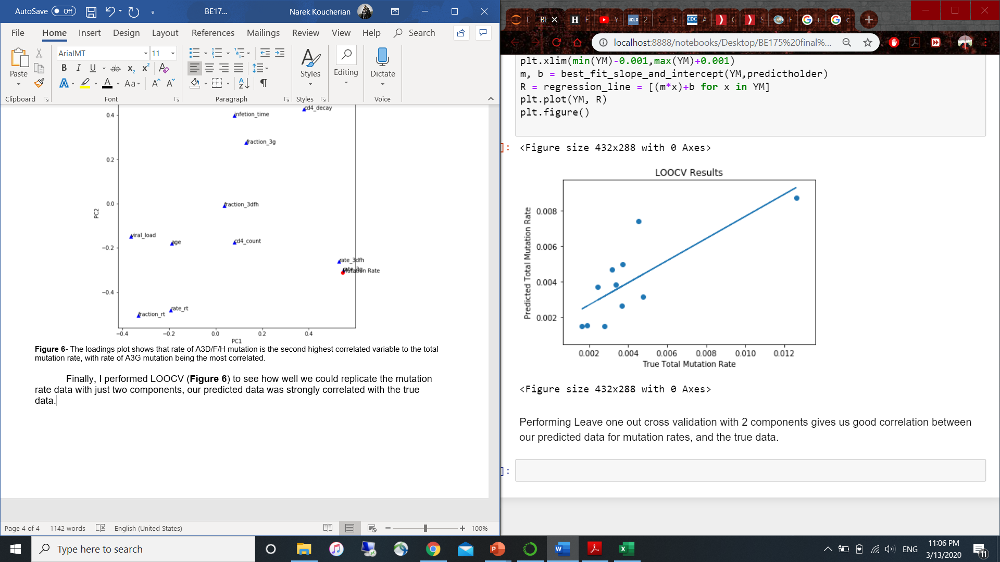 AutoSave Off
BE17...
Narek Koucherian
File Home Insert Design Layout References Mailings Review View Help Search
ArialMT 11
Paste
B I U ab x2 x2 A
A A Aa A A
Styles
Editing
Dictate
Clipboard Font Paragraph Styles Voice
0.4
infetion_time
cd4_decay
fraction_3g
0.2
0.0
fraction_3dfh
PC2
viral_load
age
cd4_count
−0.2
rate_3dfh
rate_3g
Mutation Rate
−0.4
fraction_rt
rate_rt
−0.4 −0.2 0.0 0.2 0.4
PC1
Figure 6- The loadings plot shows that rate of A3D/F/H mutation is the second highest correlated variable to the total
mutation rate, with rate of A3G mutation being the most correlated.
Finally, I performed LOOCV (Figure 6) to see how well we could replicate the mutation
rate data with just two components, our predicted data was strongly correlated with the true
data.
Page 4 of 4 1142 words English (United States) 100%
BI H F Y UCLA 2 E CDC A
localhost:8888/notebooks/Desktop/BE175%20final%...
plt.xlim(min(YM)-0.001,max(YM)+0.001)
m, b = best_fit_slope_and_intercept(YM,predictholder)
R = regression_line = [(m*x)+b for x in YM]
plt.plot(YM, R)
plt.figure()
]: <Figure size 432x288 with 0 Axes>
LOOCV Results
Predicted Total Mutation Rate
0.008
0.006
0.004
0.002
0.002 0.004 0.006 0.008 0.010 0.012
True Total Mutation Rate
<Figure size 432x288 with 0 Axes>
Performing Leave one out cross validation with 2 components gives us good correlation between
our predicted data for mutation rates, and the true data.
]:
Type here to search
ENG
11:06 PM
3/13/2020
11